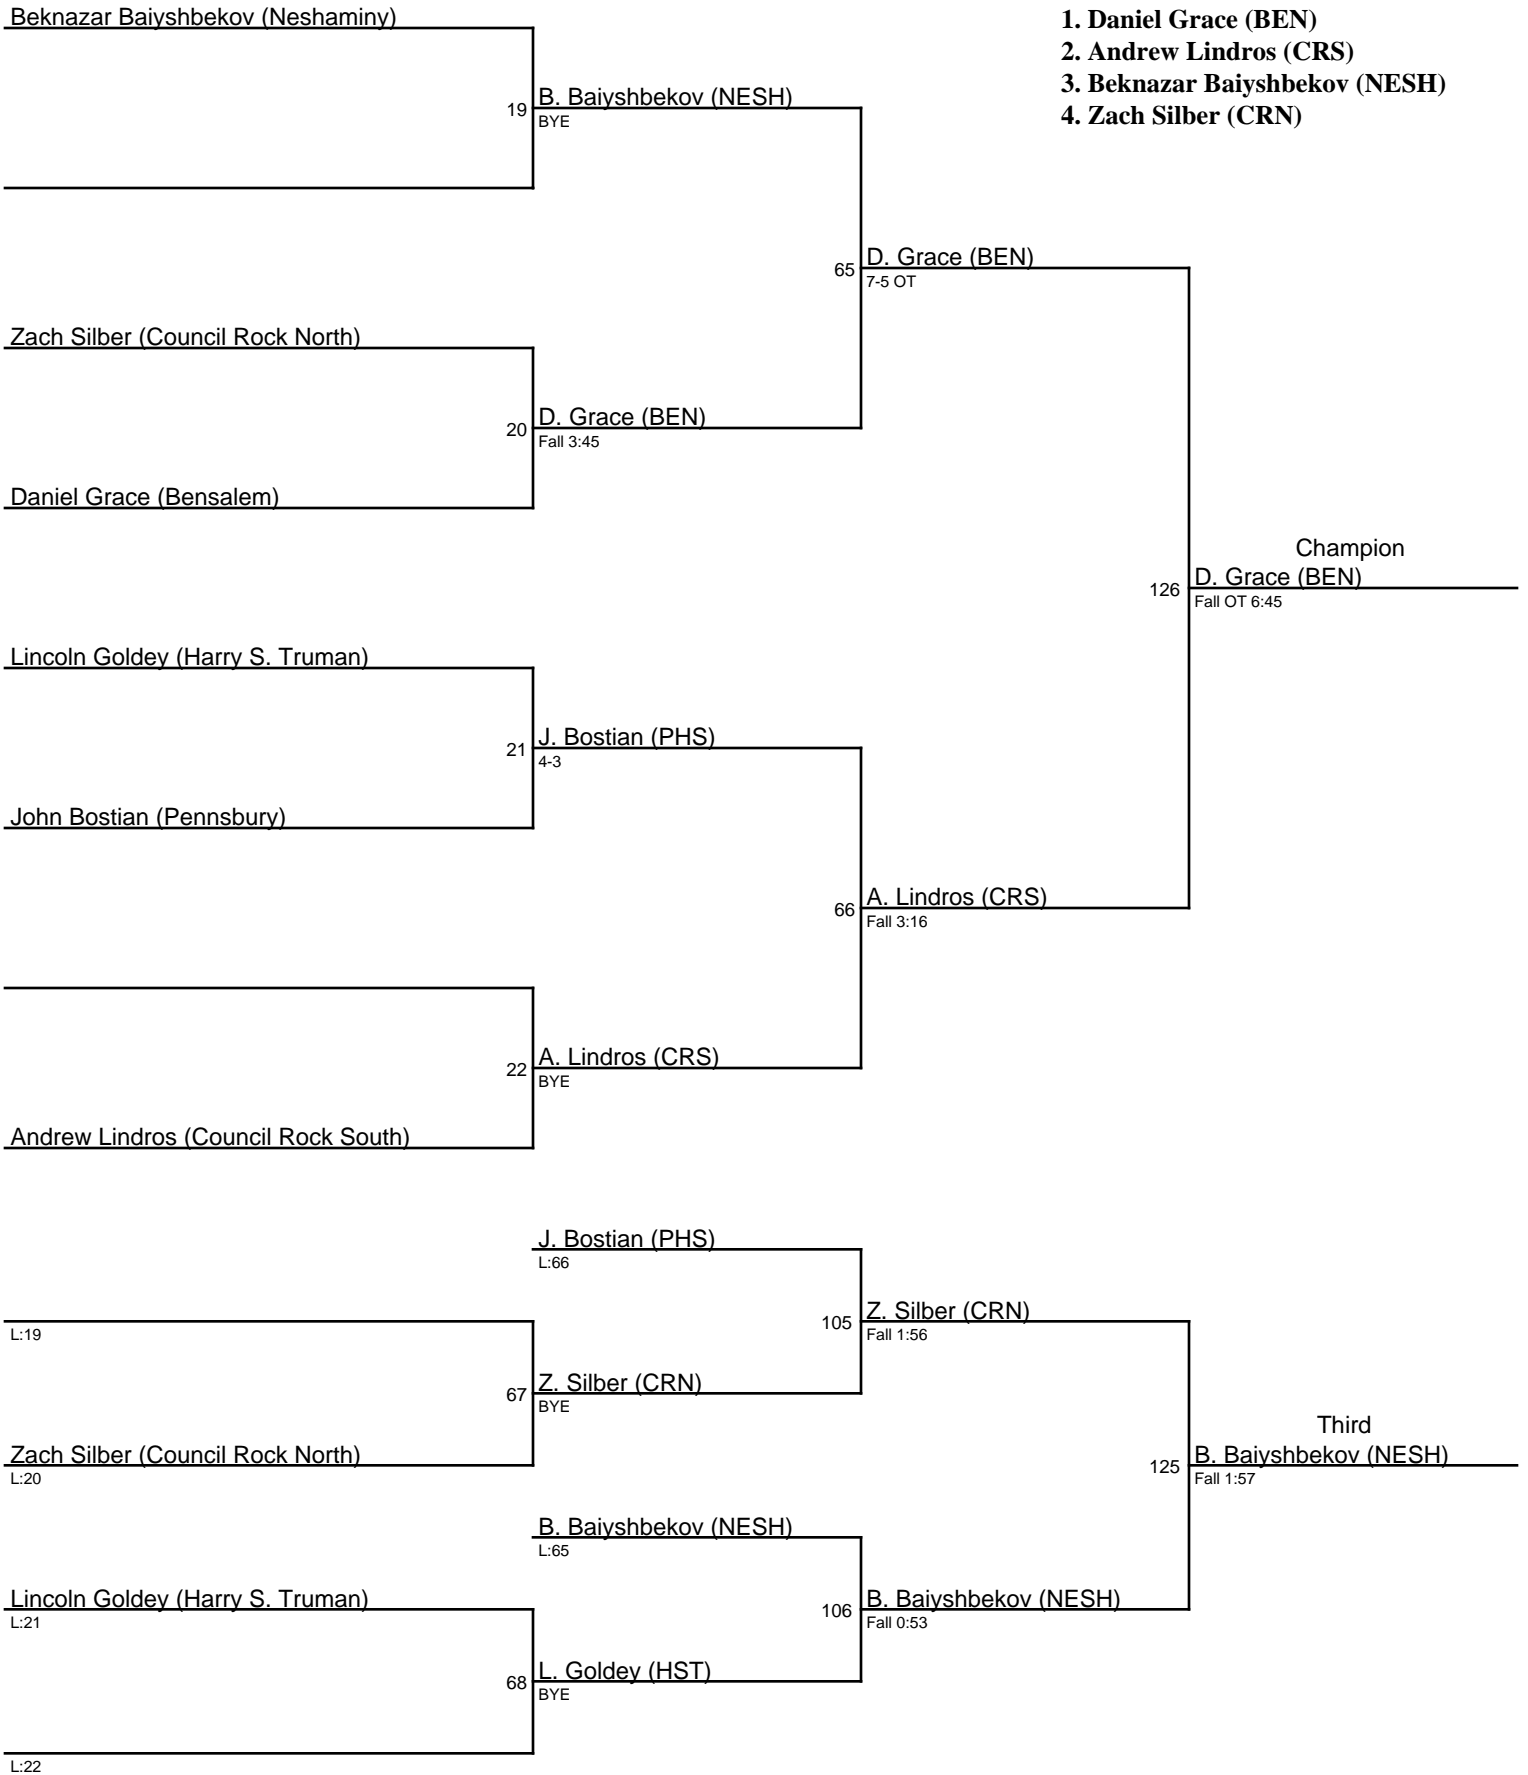 Beknazar Baiyshbekov (Neshaminy)
1. Daniel Grace (BEN)
2. Andrew Lindros (CRS)
3. Beknazar Baiyshbekov (NESH)
4. Zach Silber (CRN)
19
B. Baiyshbekov (NESH)
BYE
65
D. Grace (BEN)
7-5 OT
Zach Silber (Council Rock North)
20
D. Grace (BEN)
Fall 3:45
Daniel Grace (Bensalem)
Champion
126
D. Grace (BEN)
Fall OT 6:45
Lincoln Goldey (Harry S. Truman)
21
J. Bostian (PHS)
4-3
John Bostian (Pennsbury)
66
A. Lindros (CRS)
Fall 3:16
22
A. Lindros (CRS)
BYE
Andrew Lindros (Council Rock South)
J. Bostian (PHS)
L:66
L:19
105
Z. Silber (CRN)
Fall 1:56
67
Z. Silber (CRN)
BYE
Zach Silber (Council Rock North)
L:20
Third
125
B. Baiyshbekov (NESH)
Fall 1:57
B. Baiyshbekov (NESH)
L:65
Lincoln Goldey (Harry S. Truman)
L:21
106
B. Baiyshbekov (NESH)
Fall 0:53
68
L. Goldey (HST)
BYE
L:22